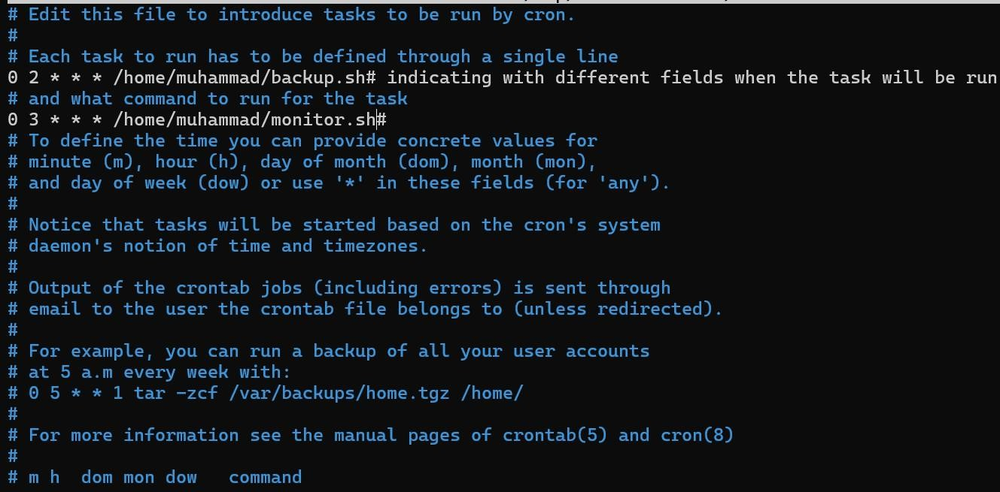 # Edit this file to introduce tasks to be run by cron.
#
# Each task to run has to be defined through a single line
0 2 * * * /home/muhammad/backup.sh# indicating with different fields when the task will be run
# and what command to run for the task
0 3 * * * /home/muhammad/monitor.sh#
# To define the time you can provide concrete values for
# minute (m), hour (h), day of month (dom), month (mon),
# and day of week (dow) or use '*' in these fields (for 'any').
#
# Notice that tasks will be started based on the cron's system
# daemon's notion of time and timezones.
#
# Output of the crontab jobs (including errors) is sent through
# email to the user the crontab file belongs to (unless redirected).
#
# For example, you can run a backup of all your user accounts
# at 5 a.m every week with:
# 0 5 * * 1 tar -zcf /var/backups/home.tgz /home/
#
# For more information see the manual pages of crontab(5) and cron(8)
#
# m h  dom mon dow   command